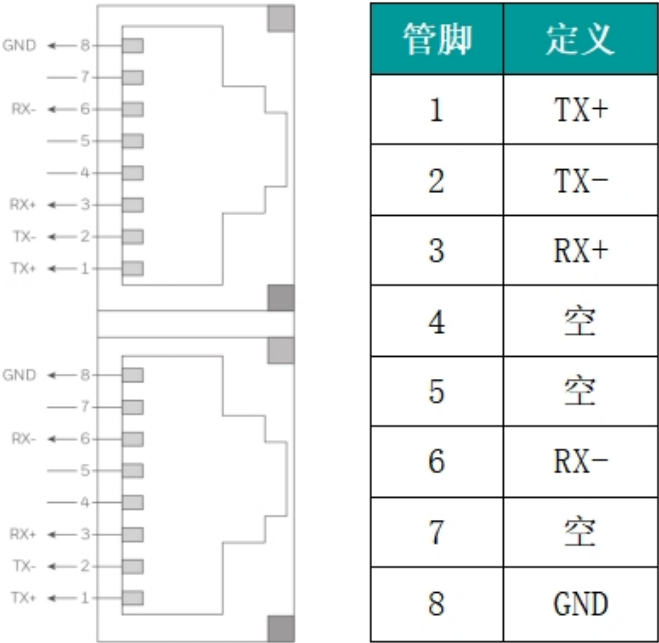 GND 8
7
RX- 6
5
4
RX+ 3
TX- 2
TX+ 1
GND 8
7
RX- 6
5
4
RX+ 3
TX- 2
TX+ 1
管脚 定义
1 TX+
2 TX-
3 RX+
4 空
5 空
6 RX-
7 空
8 GND